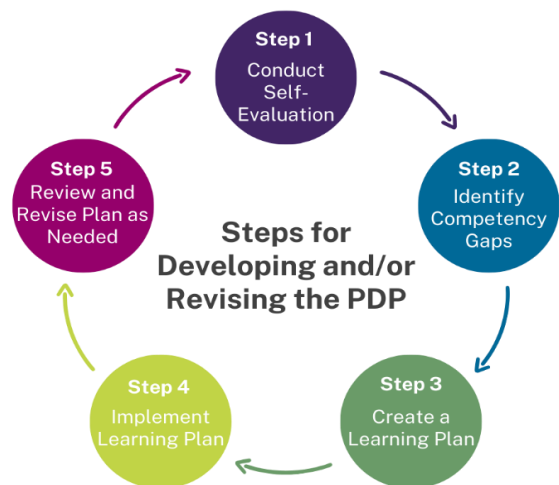 Step 1
Conduct
Self-
Evaluation
Step 2
Identify
Competency
Gaps
Step 3
Create a
Learning Plan
Step 4
Implement
Learning Plan
Step 5
Review and
Revise Plan as
Needed
Steps for
Developing and/or
Revising the PDP